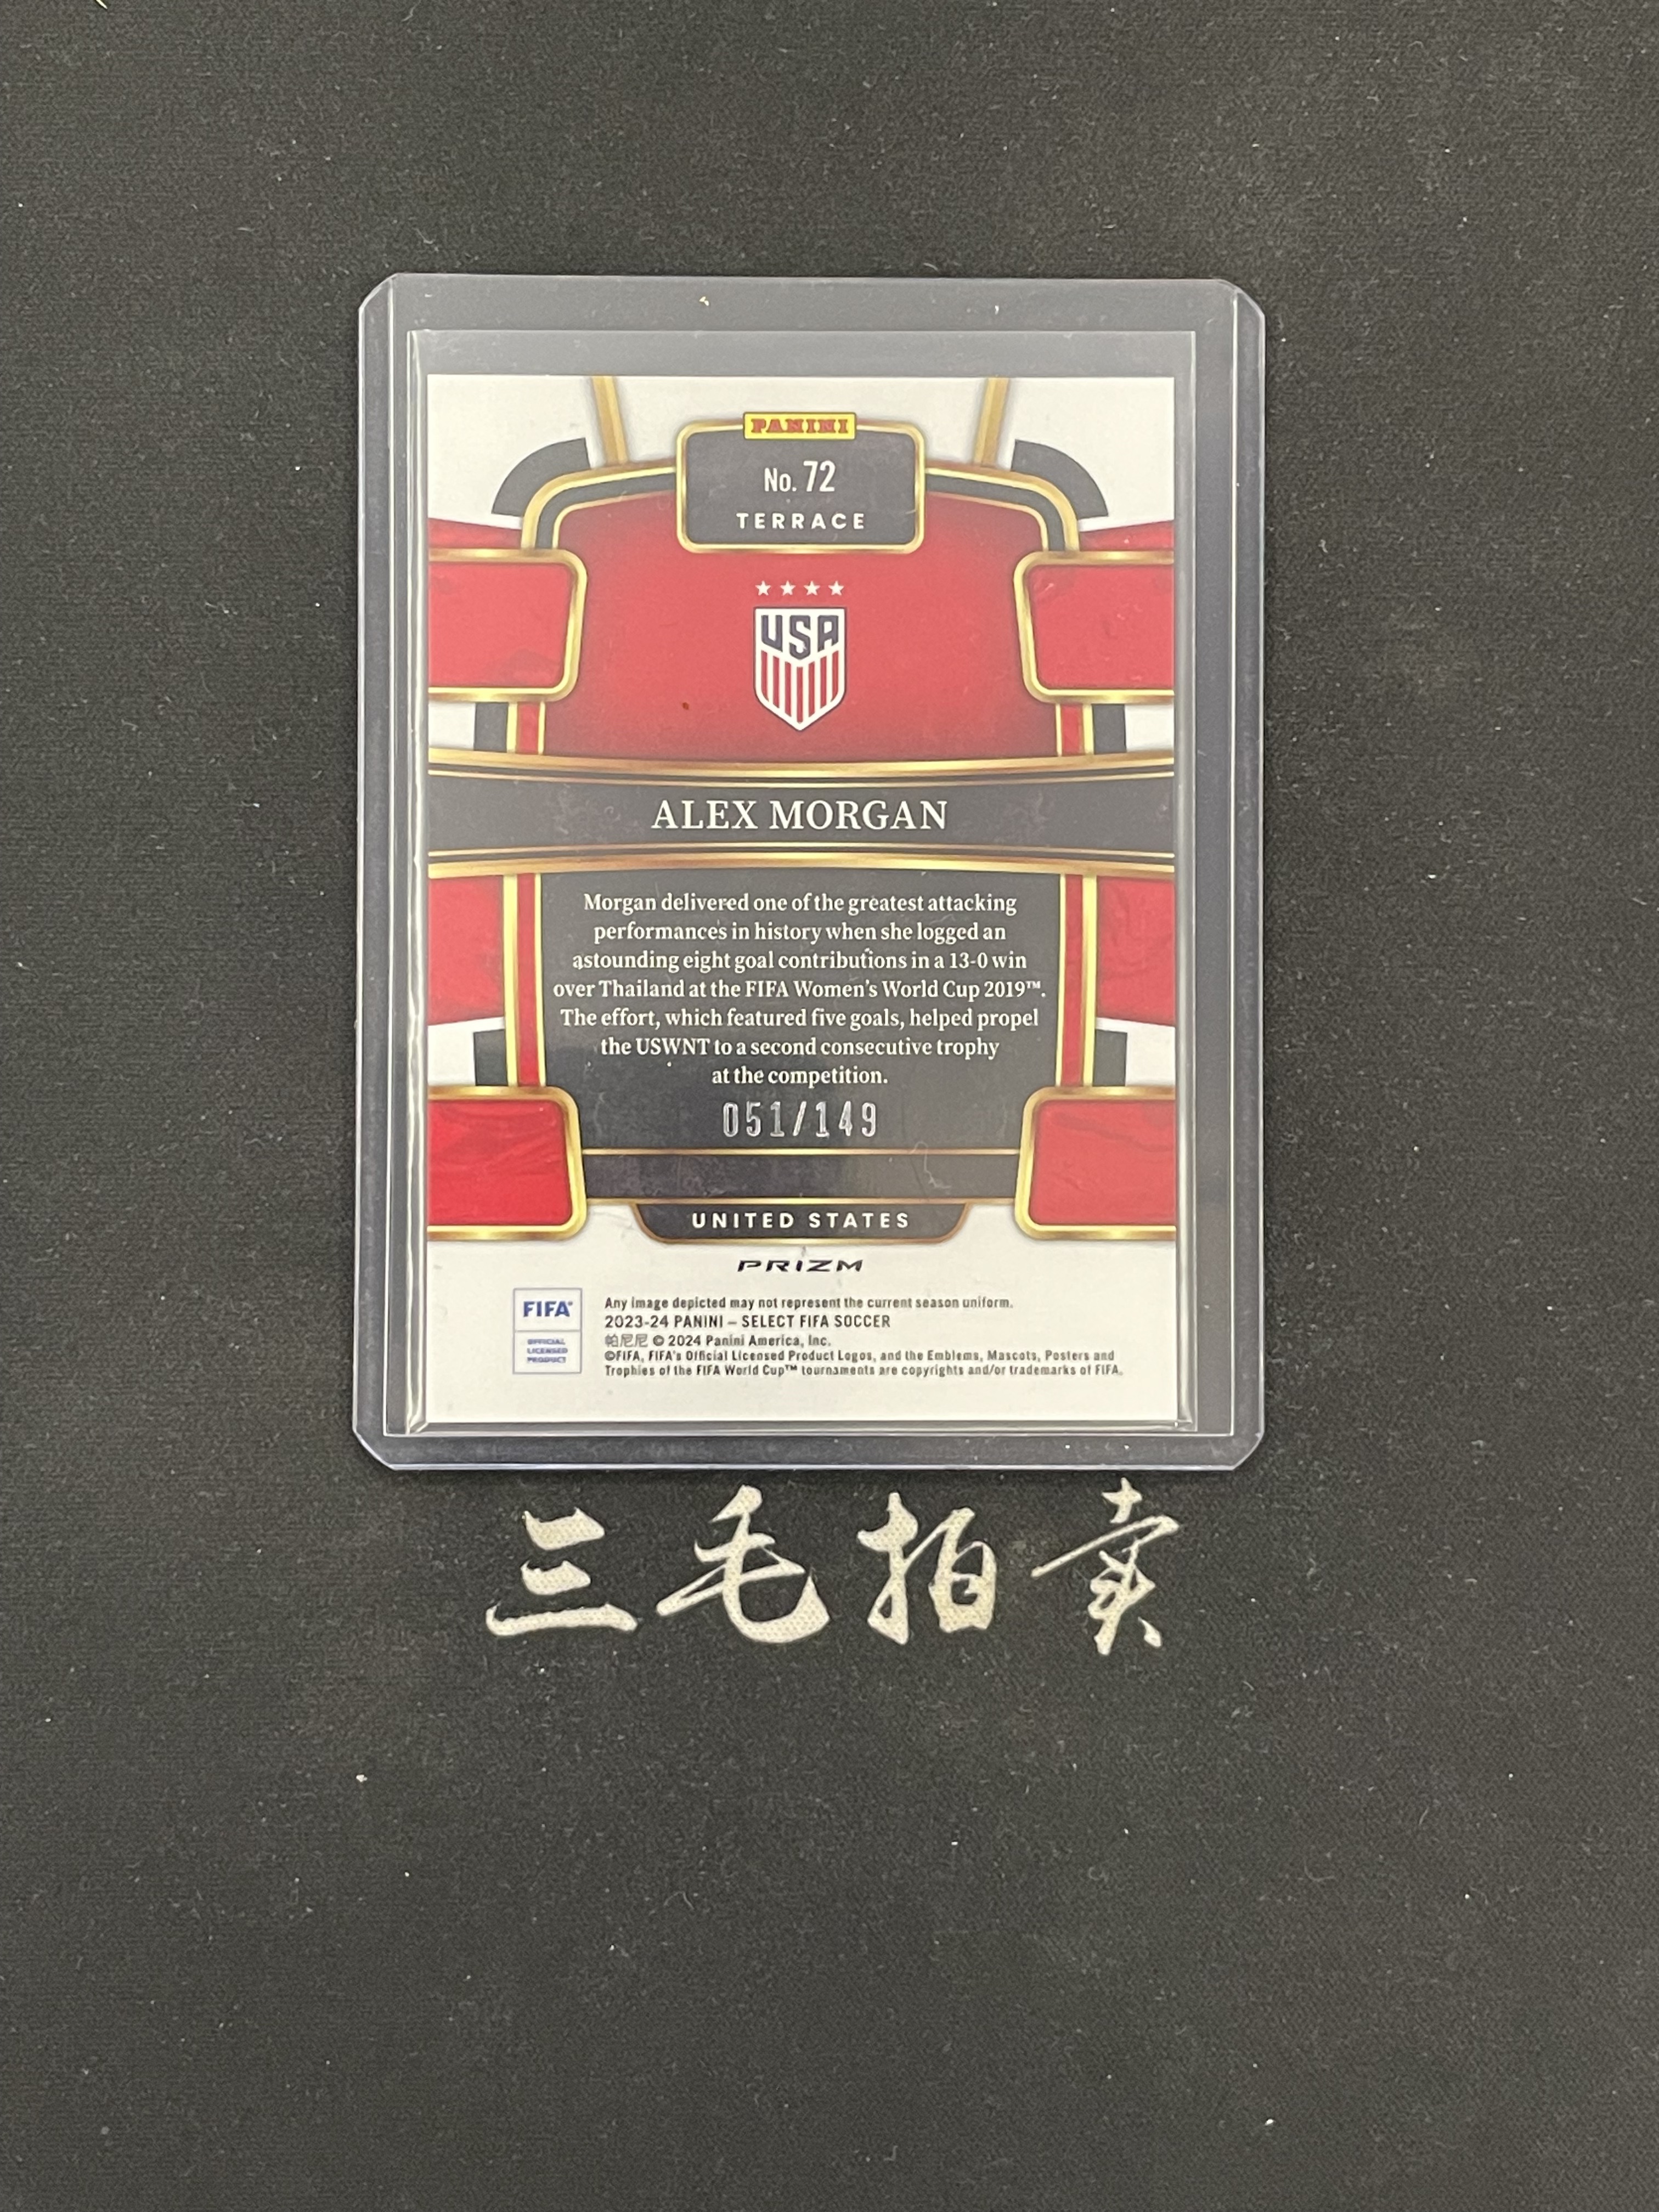 PANINI
No. 72
TERRACE
USA
ALEX MORGAN
Morgan delivered one of the greatest attacking
performances in history when she logged an
astounding eight goal contributions in a 13-0 win
over Thailand at the FIFA Women's World Cup 2019™.
The effort, which featured five goals, helped propel
the USWNT to a second consecutive trophy
at the competition.
051/149
UNITED STATES
PRIZM
FIFA®
OFFICIAL
LICENSED
PRODUCT
Any image depicted may not represent the current season uniform.
2023-24 PANINI – SELECT FIFA SOCCER
帕尼尼 © 2024 Panini America, Inc.
©FIFA, FIFA's Official Licensed Product Logos, and the Emblems, Mascots, Posters and
Trophies of the FIFA World Cup™ tournaments are copyrights and/or trademarks of FIFA.
三毛拍卖